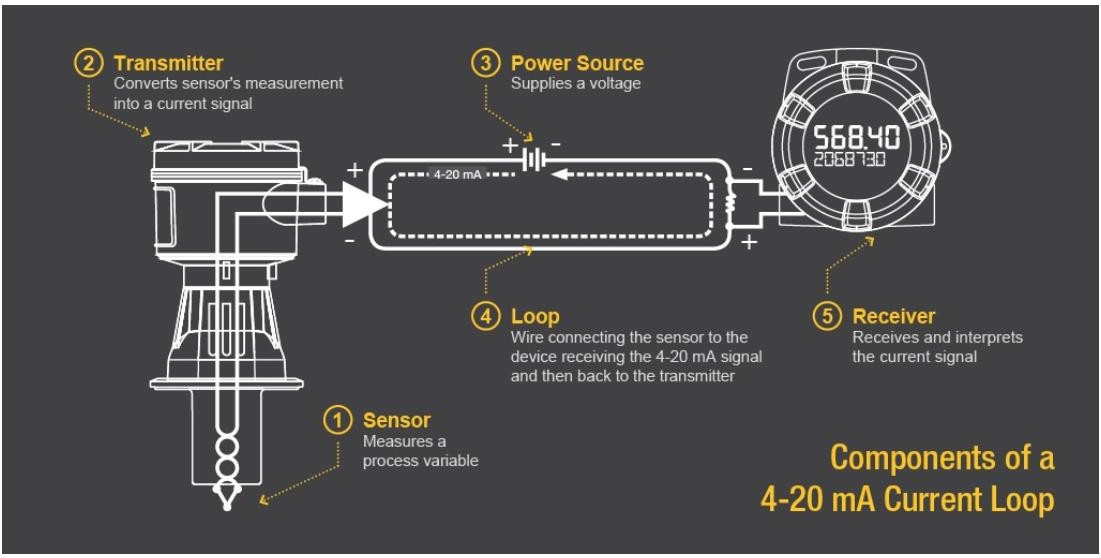 2 Transmitter
Converts sensor's measurement
into a current signal
3 Power Source
Supplies a voltage
+ -
568.40
2068730
+
4-20 mA
-
-
+
4 Loop
Wire connecting the sensor to the
device receiving the 4-20 mA signal
and then back to the transmitter
5 Receiver
Receives and interprets
the current signal
1 Sensor
Measures a
process variable
Components of a
4-20 mA Current Loop